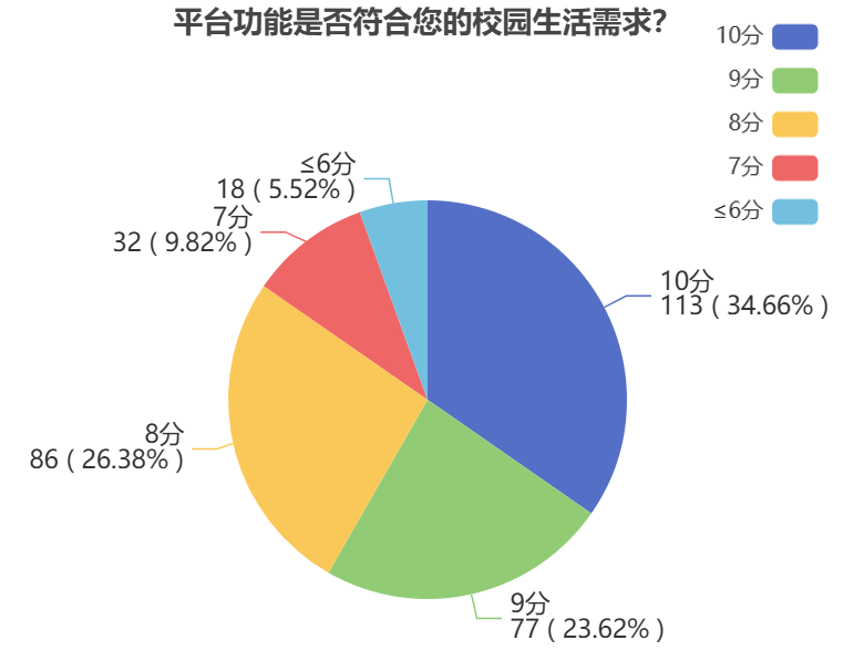 平台功能是否符合您的校园生活需求?
10分
9分
8分
7分
≤6分
≤6分
18 ( 5.52% )
7分
32 ( 9.82% )
10分
113 ( 34.66% )
8分
86 ( 26.38% )
9分
77 ( 23.62% )